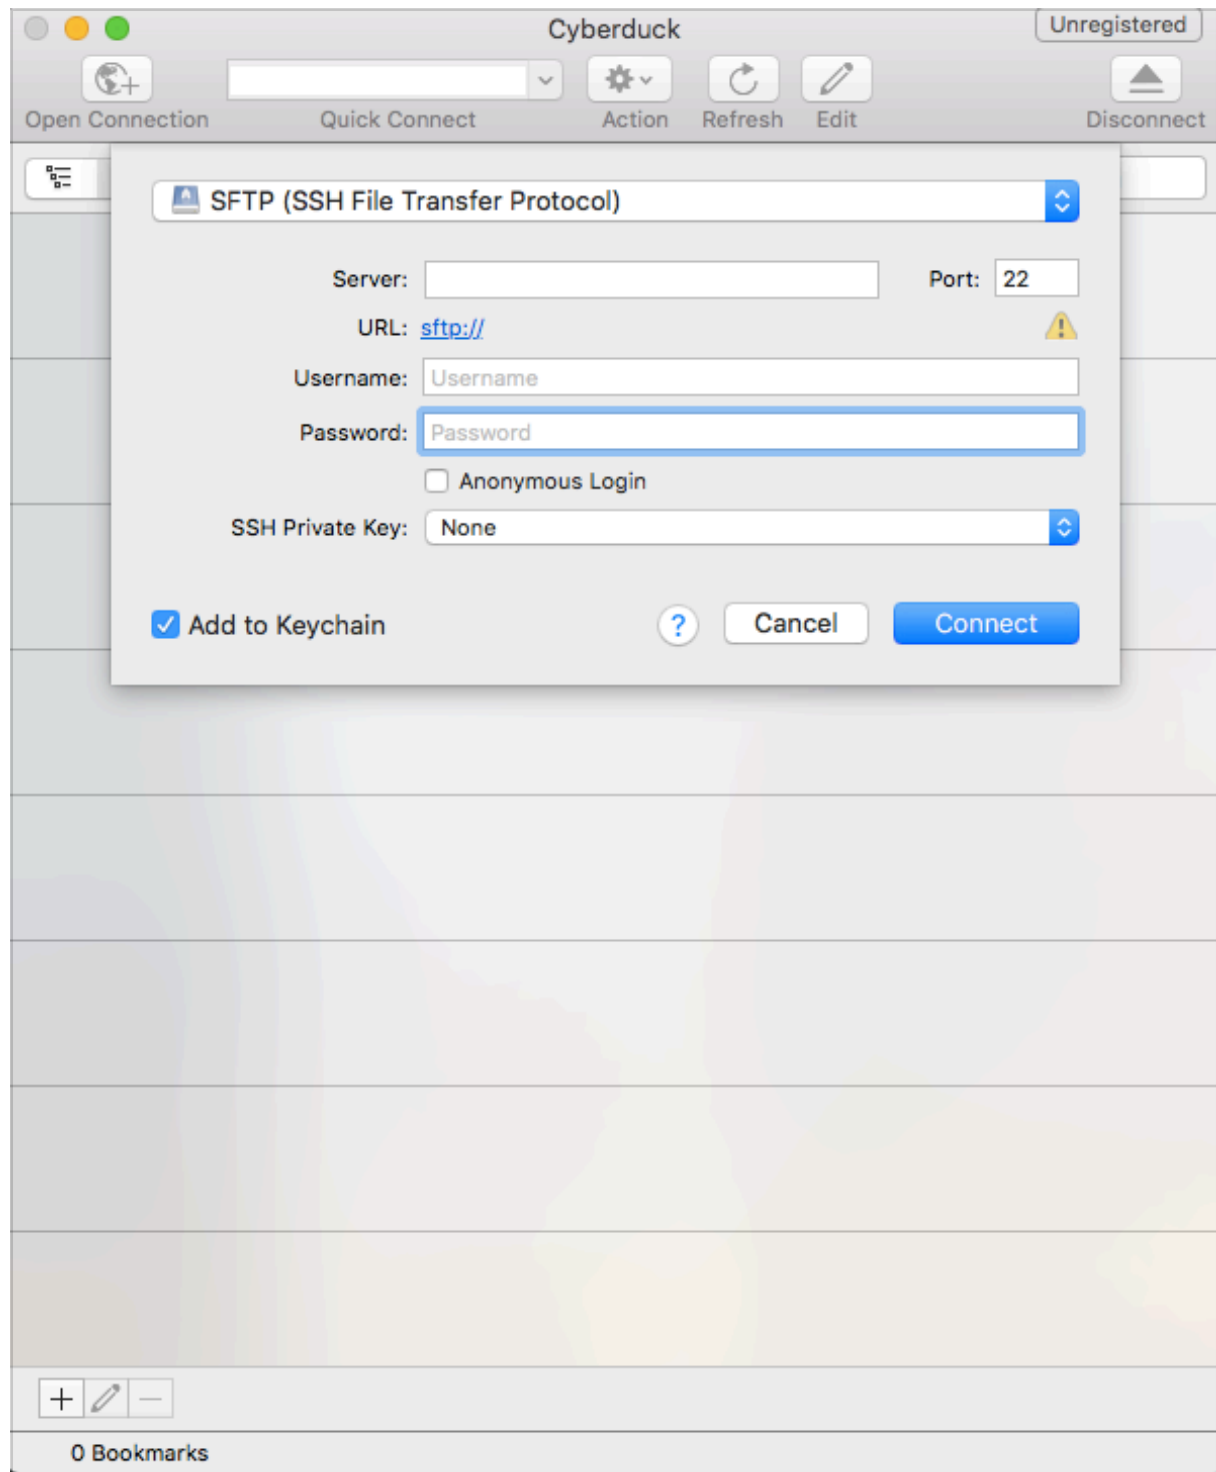 Cyberduck
Unregistered
Open Connection
Quick Connect
Action
Refresh
Edit
Disconnect
SFTP (SSH File Transfer Protocol)
Server:
Port: 22
URL: sftp://
Username: Username
Password: Password
Anonymous Login
SSH Private Key: None
Add to Keychain
?
Cancel
Connect
0 Bookmarks